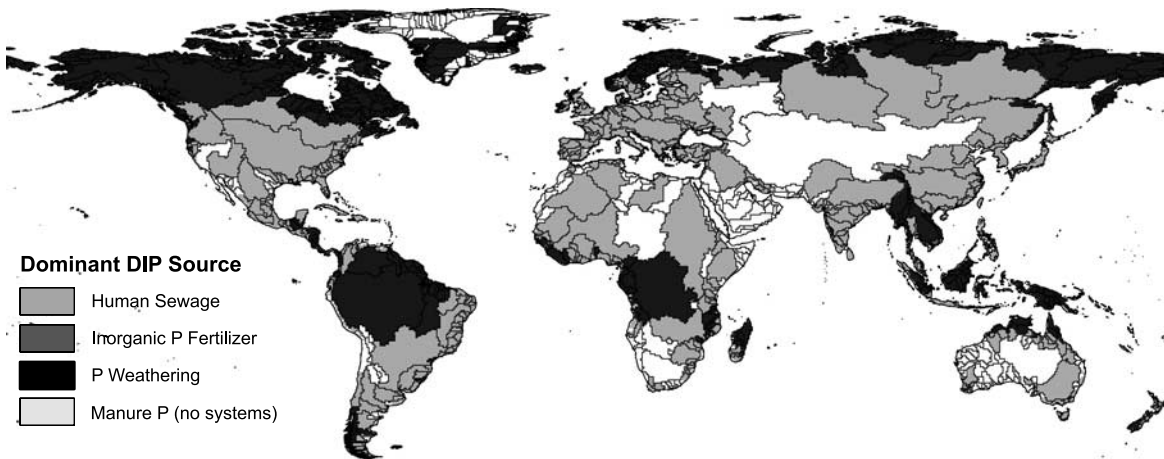 Dominant DIP Source
Human Sewage
Inorganic P Fertilizer
P Weathering
Manure P (no systems)